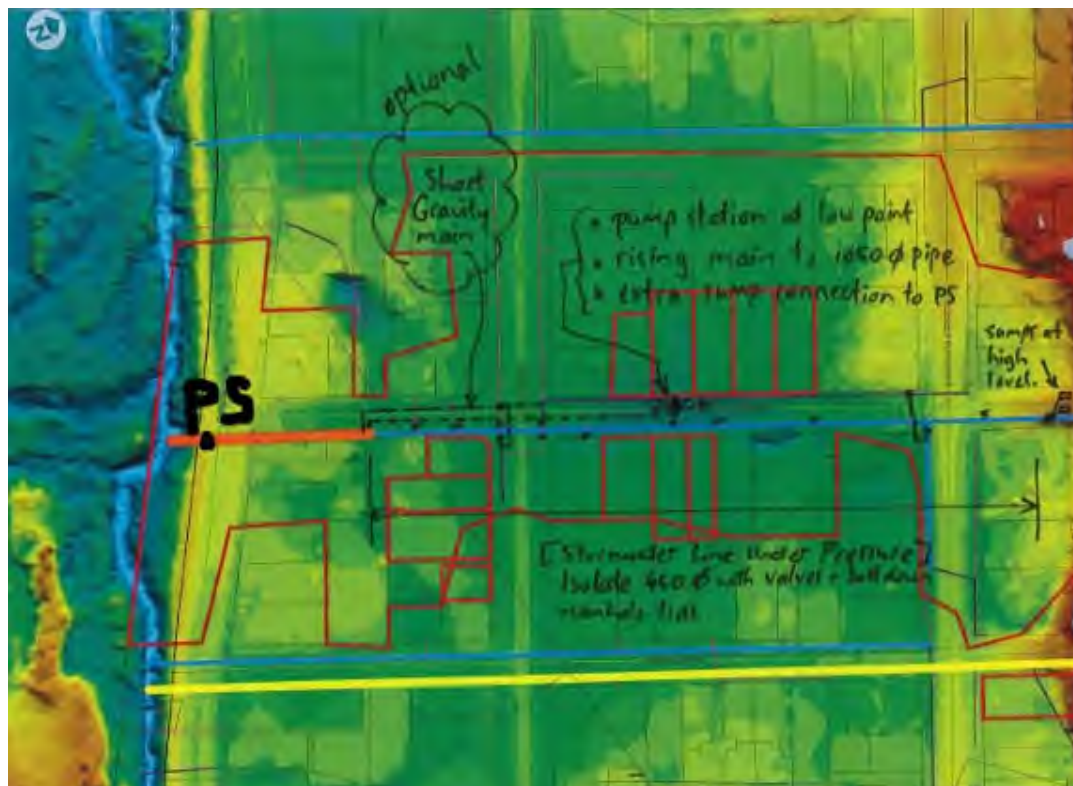 Z
optional
Short
Gravity
main
• pump station at low point
• rising main to 1050 ø pipe
• extra sump connection to PS
sumps at
high
level.
PS
[Stormwater Line Under Pressure]
Isolate 450 ø with valves + bolt down
manhole lids